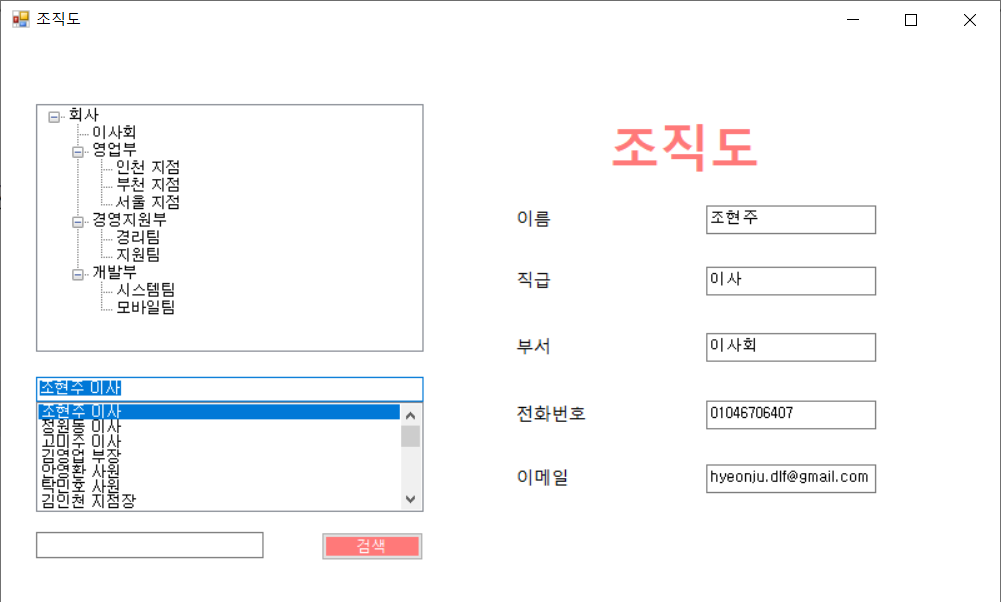 조직도
회사
이사회
영업부
인천 지점
부천 지점
서울 지점
경영지원부
경리팀
지원팀
개발부
시스템팀
모바일팀
조현주 이사
조현주 이사
정원동 이사
고미주 이사
김영업 부장
안영환 사원
탁민호 사원
김인천 지점장
검색
조직도
이름 조현주
직급 이사
부서 이사회
전화번호 01046706407
이메일 hyeonju.dlf@gmail.com